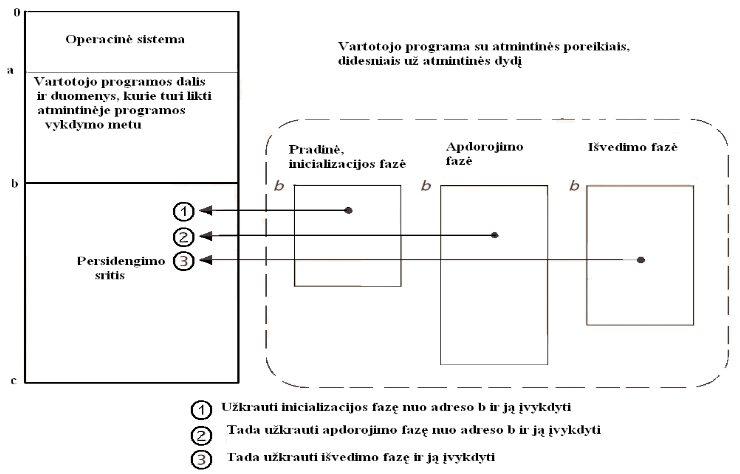 0
Operacinė sistema
a
Vartotojo programos dalis
ir duomenys, kurie turi likti
atmintinėje programos
vykdymo metu
b
Persidengimo
sritis
c
Vartotojo programa su atmintinės poreikiais,
didesniais už atmintinės dydį
Pradinė,
inicializacijos fazė
Apdorojimo
fazė
Išvedimo fazė
b
b
b
1
2
3
1 Užkrauti inicializacijos fazę nuo adreso b ir ją įvykdyti
2 Tada užkrauti apdorojimo fazę nuo adreso b ir ją įvykdyti
3 Tada užkrauti išvedimo fazę ir ją įvykdyti